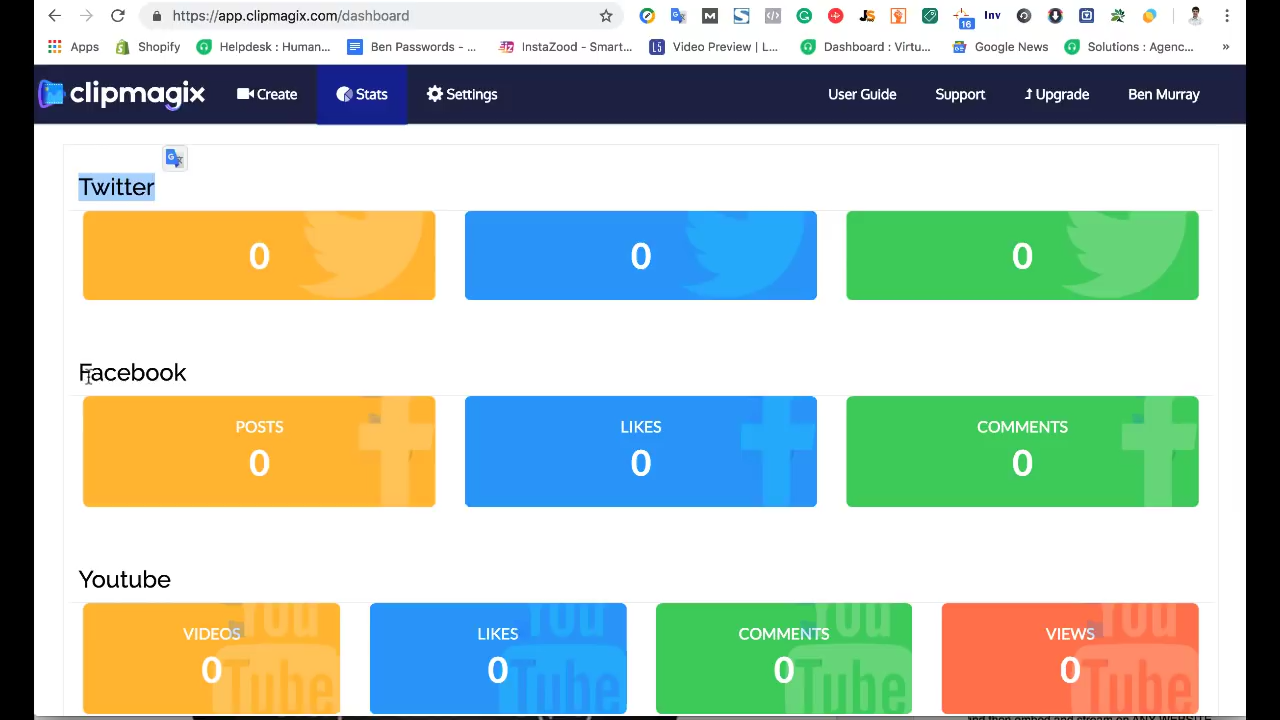 https://app.clipmagix.com/dashboard
16
Inv
Apps
Shopify
Helpdesk : Human...
Ben Passwords - ...
InstaZood - Smart...
Video Preview | L...
Dashboard : Virtu...
Google News
Solutions : Agenc...
»
clipmagix
Create
Stats
Settings
User Guide
Support
Upgrade
Ben Murray
Twitter
0
0
0
Facebook
POSTS
LIKES
COMMENTS
0
0
0
Youtube
VIDEOS
LIKES
COMMENTS
VIEWS
0
0
0
0